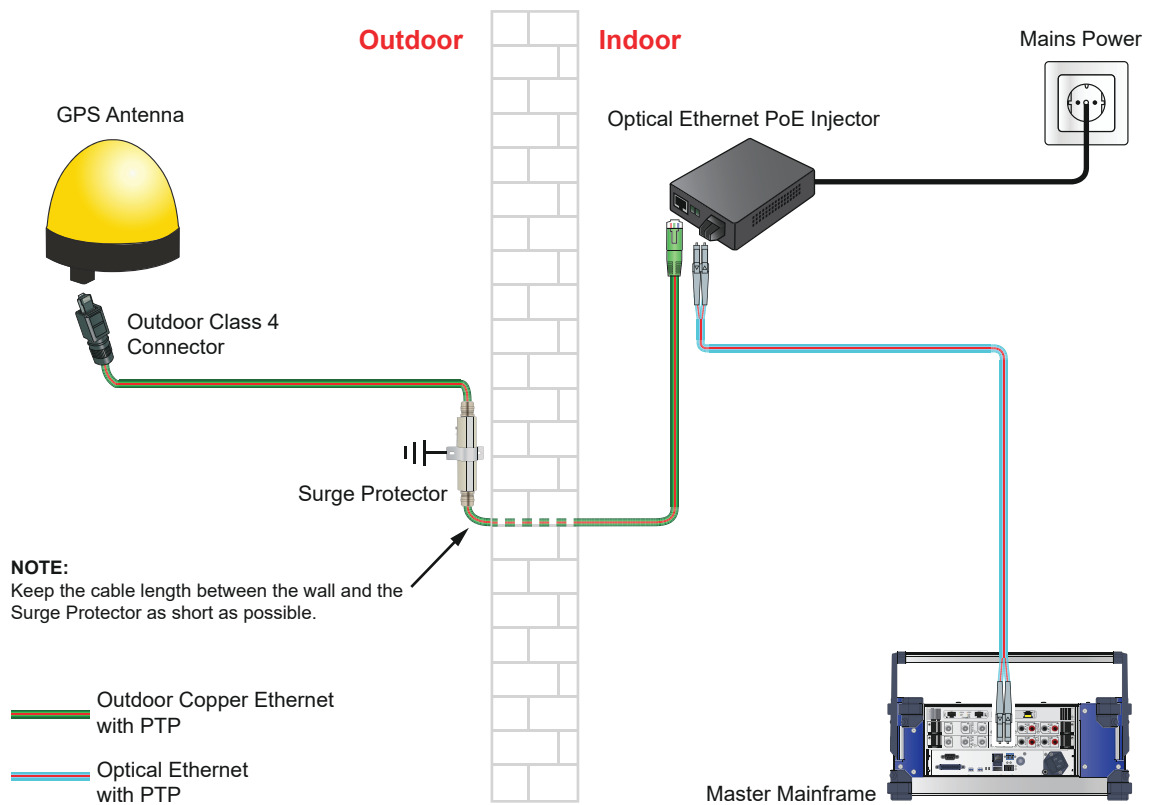 Outdoor
Indoor
Mains Power
GPS Antenna
Optical Ethernet PoE Injector
Outdoor Class 4
Connector
Surge Protector
NOTE:
Keep the cable length between the wall and the
Surge Protector as short as possible.
Outdoor Copper Ethernet
with PTP
Optical Ethernet
with PTP
Master Mainframe